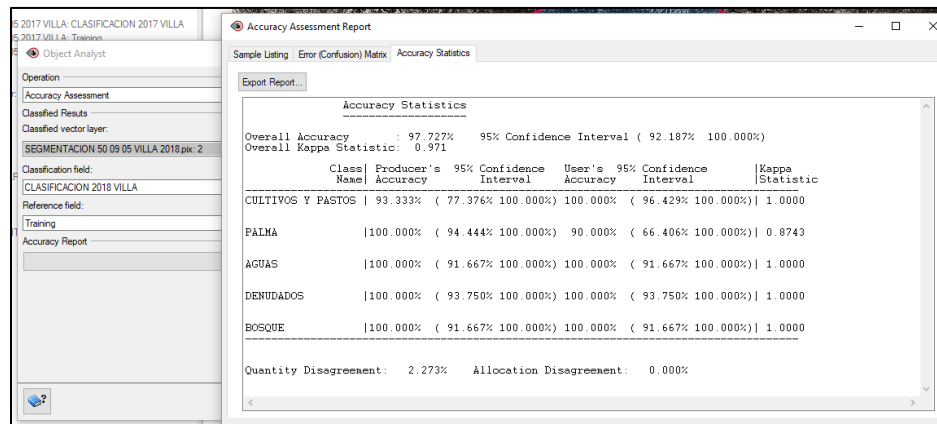 05 2017 VILLA: CLASIFICACION 2017 VILLA
05 2017 VILLA: Training
Object Analyst
Operation
Accuracy Assessment
Classified Resuts
Classified vector layer:
SEGMENTACION 50 09 05 VILLA 2018.pix: 2
Classification field:
CLASIFICACION 2018 VILLA
Reference field:
Training
Accuracy Report
Accuracy Assessment Report
Sample Listing Error (Confusion) Matrix Accuracy Statistics
Export Report...
Accuracy Statistics
Overall Accuracy : 97.727% 95% Confidence Interval ( 92.187% 100.000%)
Overall Kappa Statistic: 0.971
Class| Producer's 95% Confidence User's 95% Confidence |Kappa
Name| Accuracy Interval Accuracy Interval |Statistic
CULTIVOS Y PASTOS | 93.333% ( 77.376% 100.000%) 100.000% ( 96.429% 100.000%)| 1.0000
PALMA |100.000% ( 94.444% 100.000%) 90.000% ( 66.406% 100.000%)| 0.8743
AGUAS |100.000% ( 91.667% 100.000%) 100.000% ( 91.667% 100.000%)| 1.0000
DENUDADOS |100.000% ( 93.750% 100.000%) 100.000% ( 93.750% 100.000%)| 1.0000
BOSQUE |100.000% ( 91.667% 100.000%) 100.000% ( 91.667% 100.000%)| 1.0000
Quantity Disagreement: 2.273% Allocation Disagreement: 0.000%